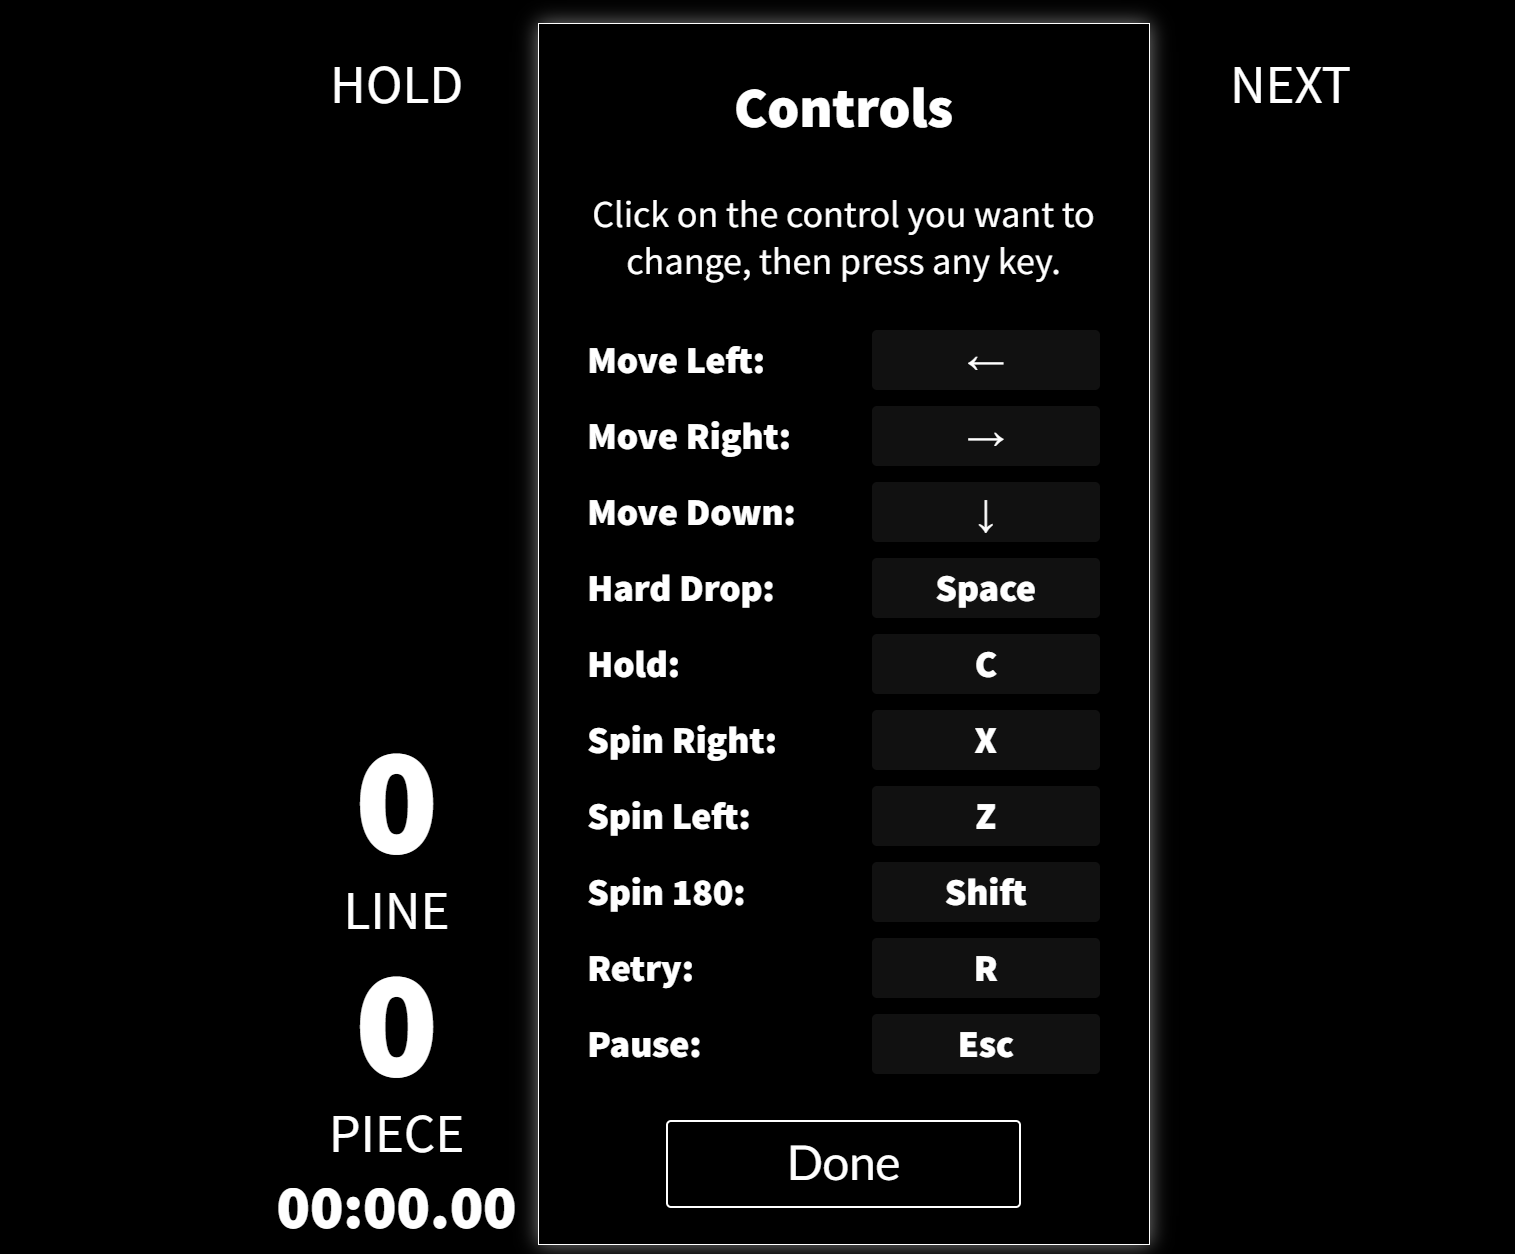 HOLD
NEXT
Controls
Click on the control you want to
change, then press any key.
Move Left: ←
Move Right: →
Move Down: ↓
Hard Drop: Space
Hold: C
Spin Right: X
Spin Left: Z
Spin 180: Shift
Retry: R
Pause: Esc
Done
0
LINE
0
PIECE
00:00.00